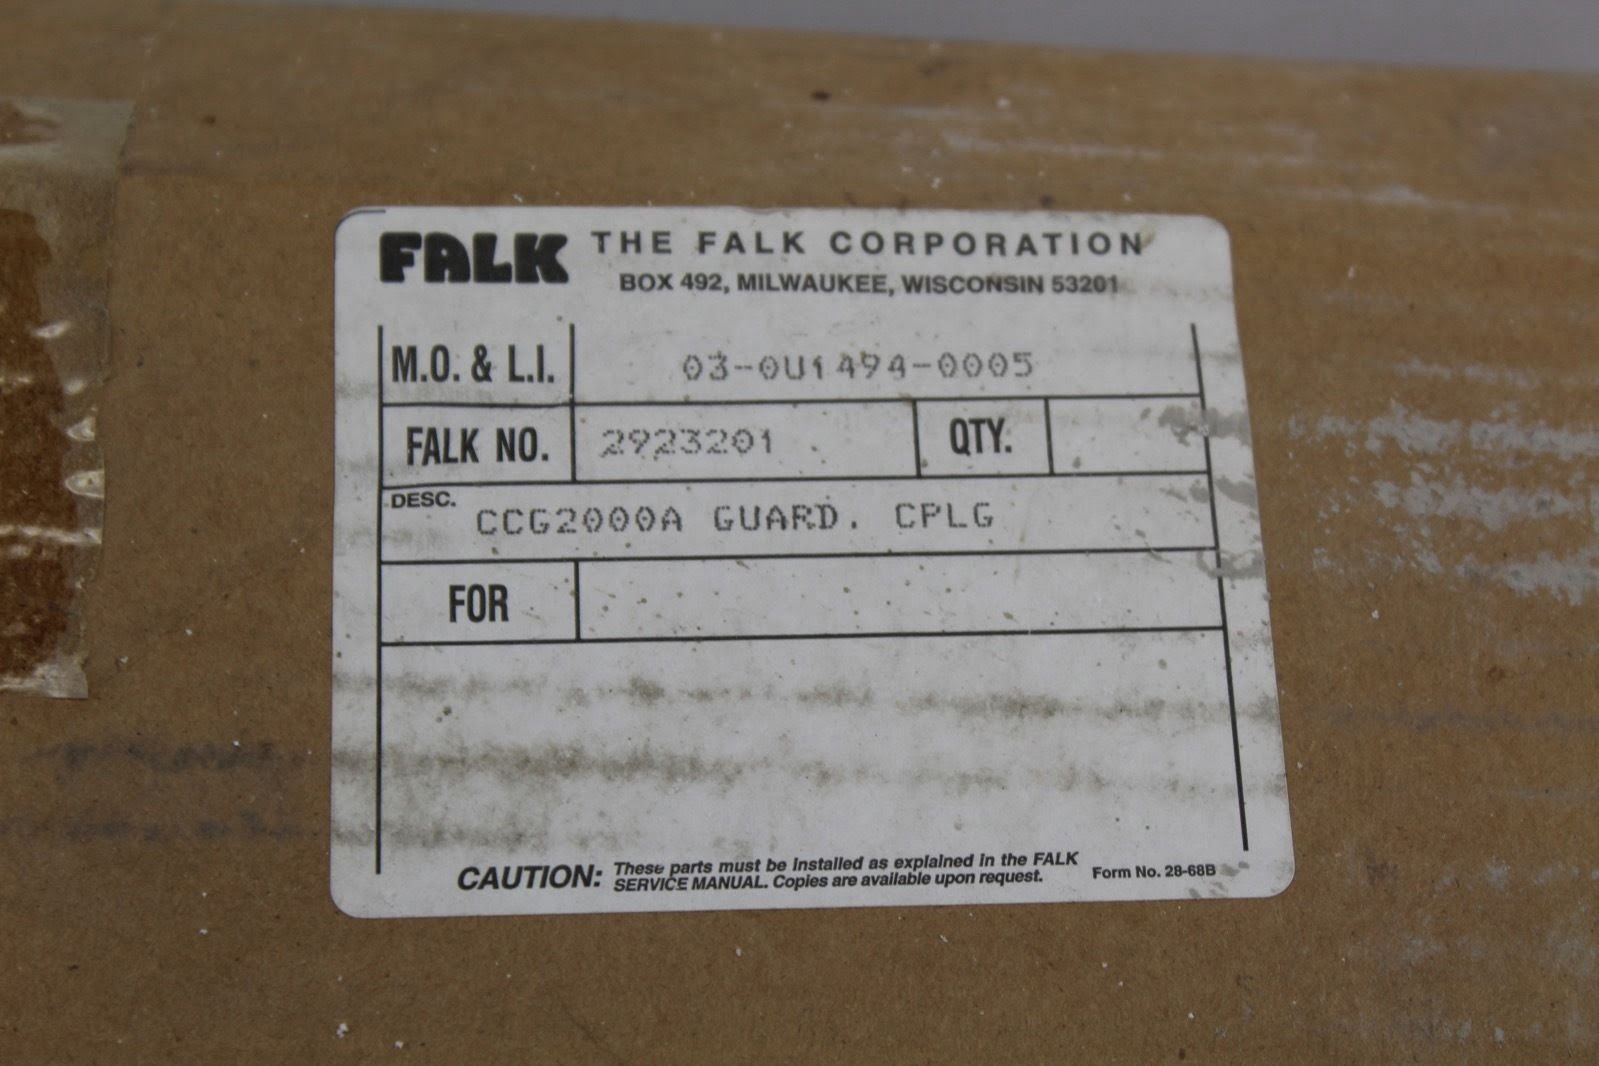 FALK THE FALK CORPORATION
BOX 492, MILWAUKEE, WISCONSIN 53201
M.O. & L.I. 03-0U1494-0005
FALK NO. 2923201 QTY.
DESC. CCG2000A GUARD. CPLG
FOR
CAUTION: These parts must be installed as explained in the FALK
SERVICE MANUAL. Copies are available upon request. Form No. 28-68B